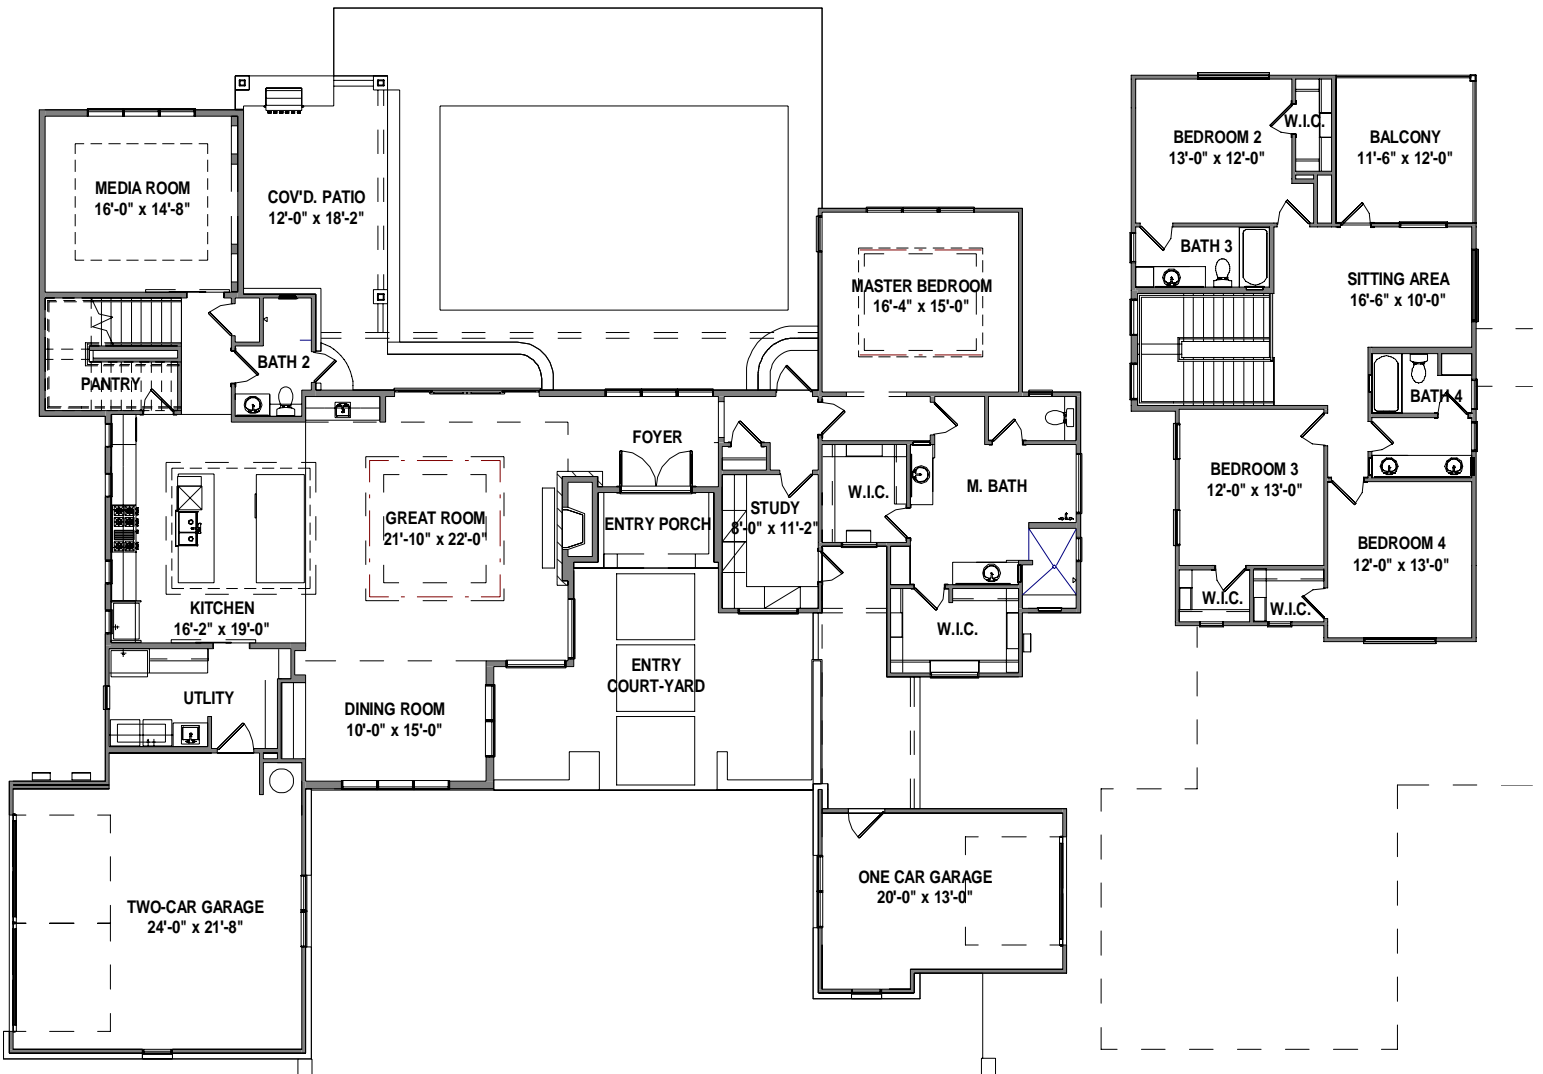 MEDIA ROOM
16'-0" x 14'-8"
COV'D. PATIO
12'-0" x 18'-2"
MASTER BEDROOM
16'-4" x 15'-0"
BATH 2
PANTRY
FOYER
KITCHEN
16'-2" x 19'-0"
GREAT ROOM
21'-10" x 22'-0"
ENTRY PORCH
STUDY
8'-0" x 11'-2"
W.I.C.
M. BATH
W.I.C.
UTLITY
DINING ROOM
10'-0" x 15'-0"
ENTRY
COURT-YARD
TWO-CAR GARAGE
24'-0" x 21'-8"
ONE CAR GARAGE
20'-0" x 13'-0"
BEDROOM 2
13'-0" x 12'-0"
W.I.C.
BALCONY
11'-6" x 12'-0"
BATH 3
SITTING AREA
16'-6" x 10'-0"
BATH 4
BEDROOM 3
12'-0" x 13'-0"
BEDROOM 4
12'-0" x 13'-0"
W.I.C.
W.I.C.